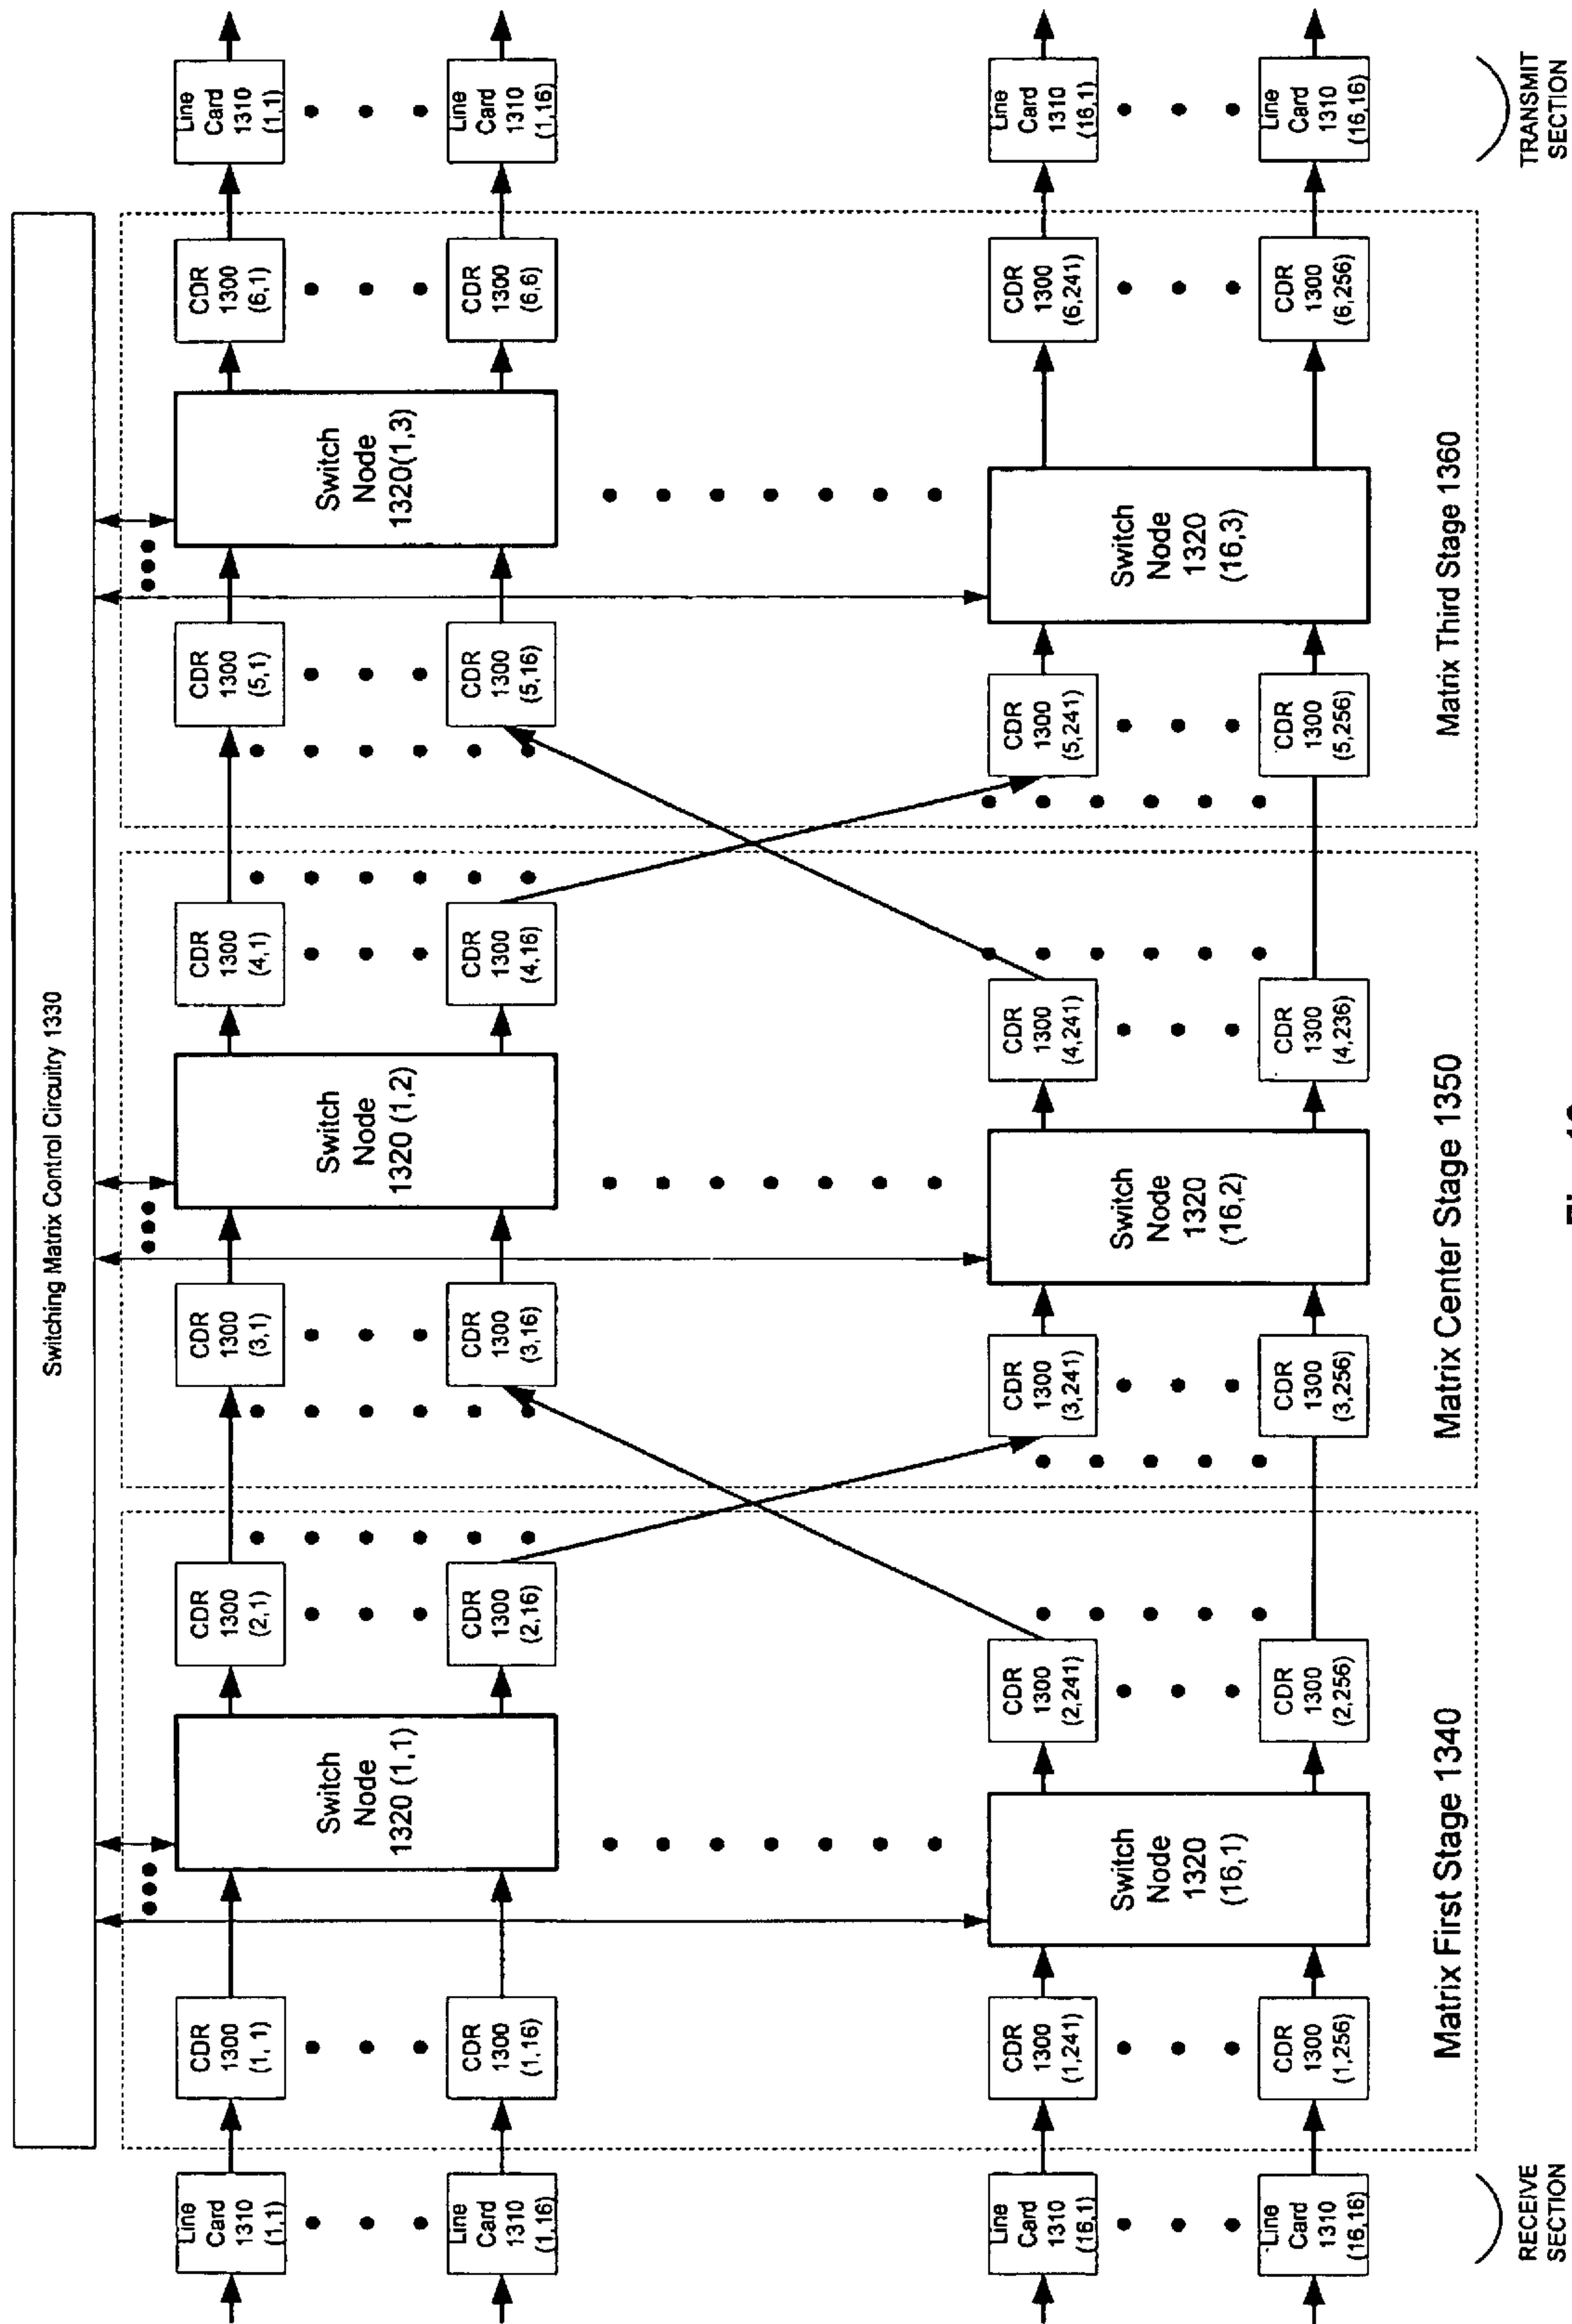 Switching Matrix Control Circuitry 1330
Line
Card
1310
(1,1)
CDR
1300
(1, 1)
Switch
Node
1320 (1,1)
CDR
1300
(2,1)
CDR
1300
(3,1)
Switch
Node
1320 (1,2)
CDR
1300
(4,1)
CDR
1300
(5,1)
Switch
Node
1320(1,3)
CDR
1300
(6,1)
Line
Card
1310
(1,1)
Line
Card
1310
(1,16)
CDR
1300
(1,16)
CDR
1300
(2,16)
CDR
1300
(3,16)
CDR
1300
(4,16)
CDR
1300
(5,16)
CDR
1300
(6,6)
Line
Card
1310
(1,16)
Line
Card
1310
(16,1)
CDR
1300
(1,241)
Switch
Node
1320
(16,1)
CDR
1300
(2,241)
CDR
1300
(3,241)
Switch
Node
1320
(16,2)
CDR
1300
(4,241)
CDR
1300
(5,241)
Switch
Node
1320
(16,3)
CDR
1300
(6,241)
Line
Card
1310
(16,1)
Line
Card
1310
(16,16)
CDR
1300
(1,256)
CDR
1300
(2,256)
CDR
1300
(3,256)
CDR
1300
(4,236)
CDR
1300
(5,256)
CDR
1300
(6,256)
Line
Card
1310
(16,16)
Matrix First Stage 1340
Matrix Center Stage 1350
Matrix Third Stage 1360
RECEIVE
SECTION
TRANSMIT
SECTION